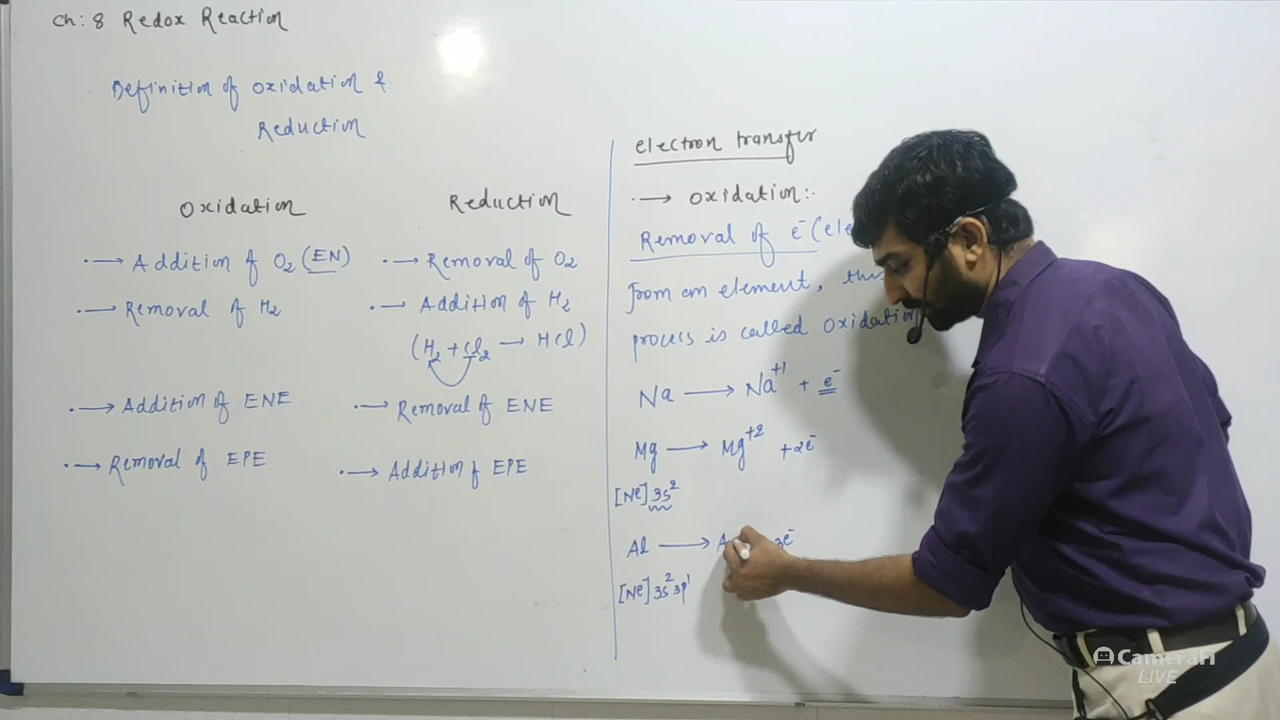 Ch: 8 Redox Reaction
Definition of Oxidation &
Reduction
Oxidation
→ Addition of O₂ (EN)
→ Removal of H₂
→ Addition of ENE
→ Removal of EPE
Reduction
→ Removal of O₂
→ Addition of H₂
(H₂ + Cl₂ → HCl)
→ Removal of ENE
→ Addition of EPE
electron transfer
→ Oxidation:-
Removal of e⁻ (
from an element,
process is called Oxidation
Na → Na⁺¹ + e⁻
Mg → Mg⁺² + 2e⁻
[Ne] 3s²
Al → 3e⁻
[Ne] 3s² 3p¹
CameraFi
LIVE